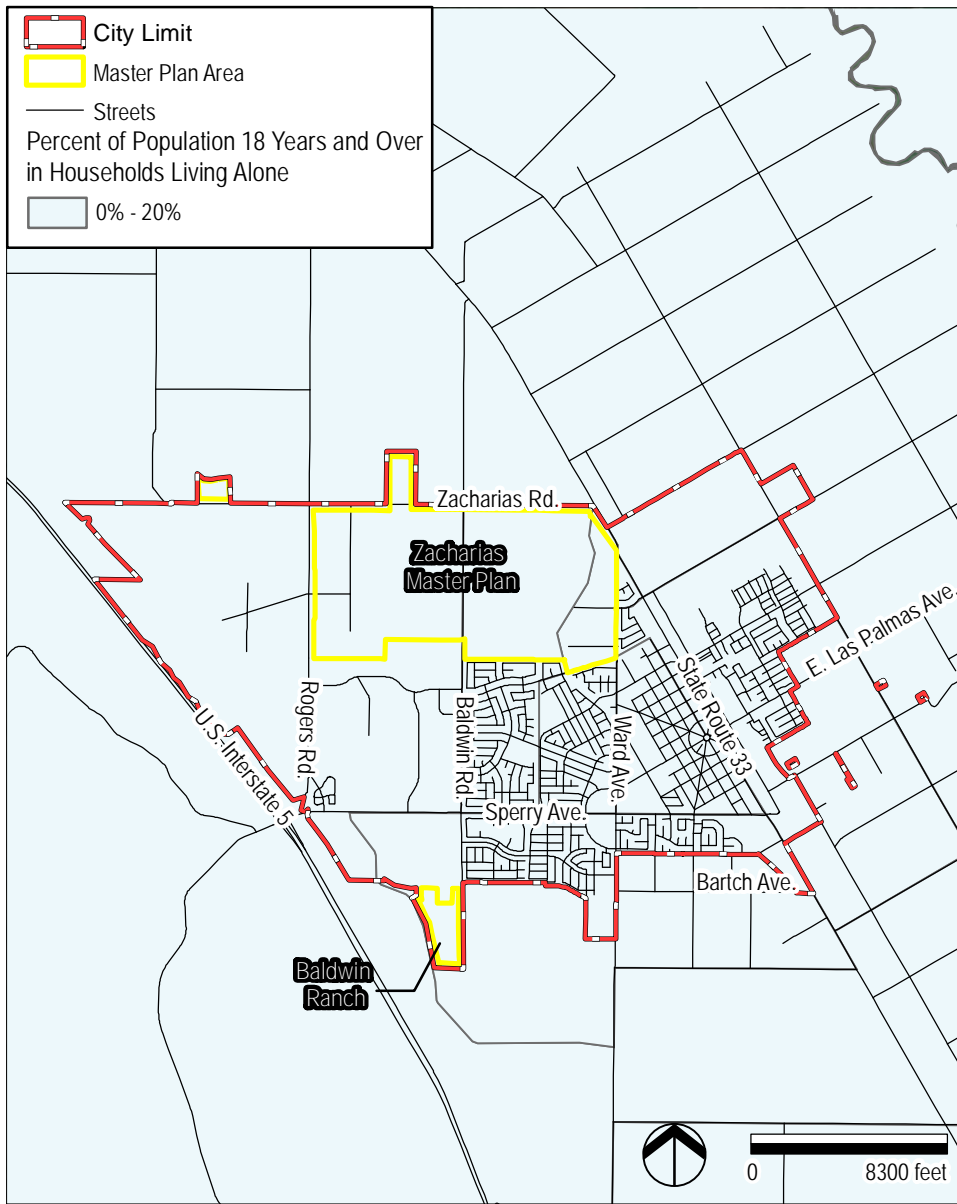 City Limit
Master Plan Area
Streets
Percent of Population 18 Years and Over
in Households Living Alone
0% - 20%
Zacharias Rd.
Zacharias
Master Plan
E. Las Palmas Ave.
State Route 33
Rogers Rd.
Baldwin Rd.
Ward Ave.
U.S. Interstate 5
Sperry Ave.
Bartch Ave.
Baldwin
Ranch
0
8300 feet